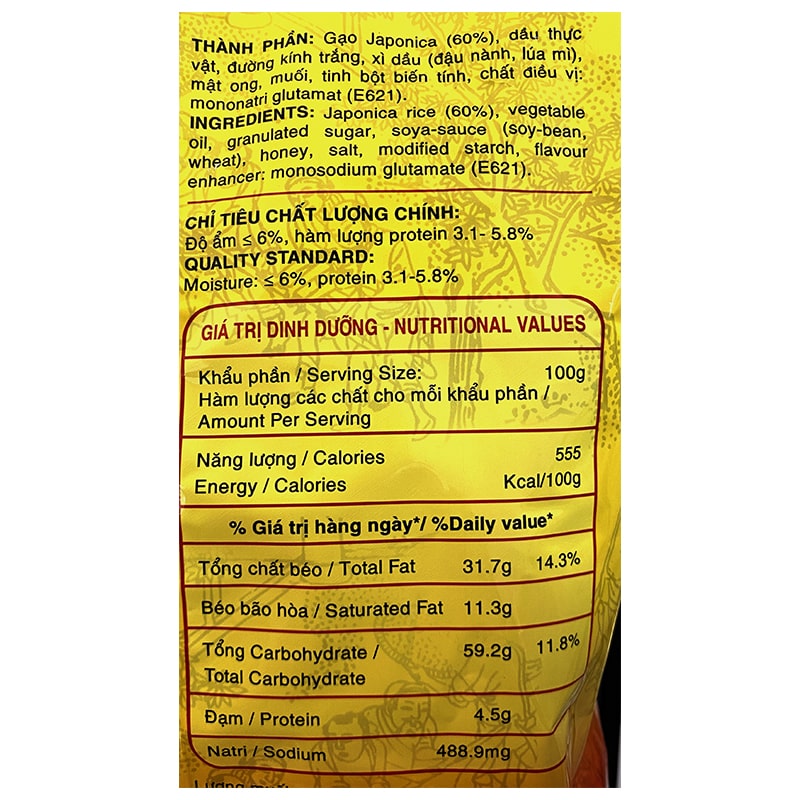 THÀNH PHẦN: Gạo Japonica (60%), dầu thực
vật, đường kính trắng, xì dầu (đậu nành, lúa mì),
mật ong, muối, tinh bột biến tính, chất điều vị:
mononatri glutamat (E621).
INGREDIENTS: Japonica rice (60%), vegetable
oil, granulated sugar, soya-sauce (soy-bean,
wheat), honey, salt, modified starch, flavour
enhancer: monosodium glutamate (E621).
CHỈ TIÊU CHẤT LƯỢNG CHÍNH:
Độ ẩm ≤ 6%, hàm lượng protein 3.1- 5.8%
QUALITY STANDARD:
Moisture: ≤ 6%, protein 3.1-5.8%
GIÁ TRỊ DINH DƯỠNG - NUTRITIONAL VALUES
Khẩu phần / Serving Size: 100g
Hàm lượng các chất cho mỗi khẩu phần /
Amount Per Serving
Năng lượng / Calories 555
Energy / Calories Kcal/100g
% Giá trị hàng ngày*/ %Daily value*
Tổng chất béo / Total Fat 31.7g 14.3%
Béo bão hòa / Saturated Fat 11.3g
Tổng Carbohydrate / 59.2g 11.8%
Total Carbohydrate
Đạm / Protein 4.5g
Natri / Sodium 488.9mg